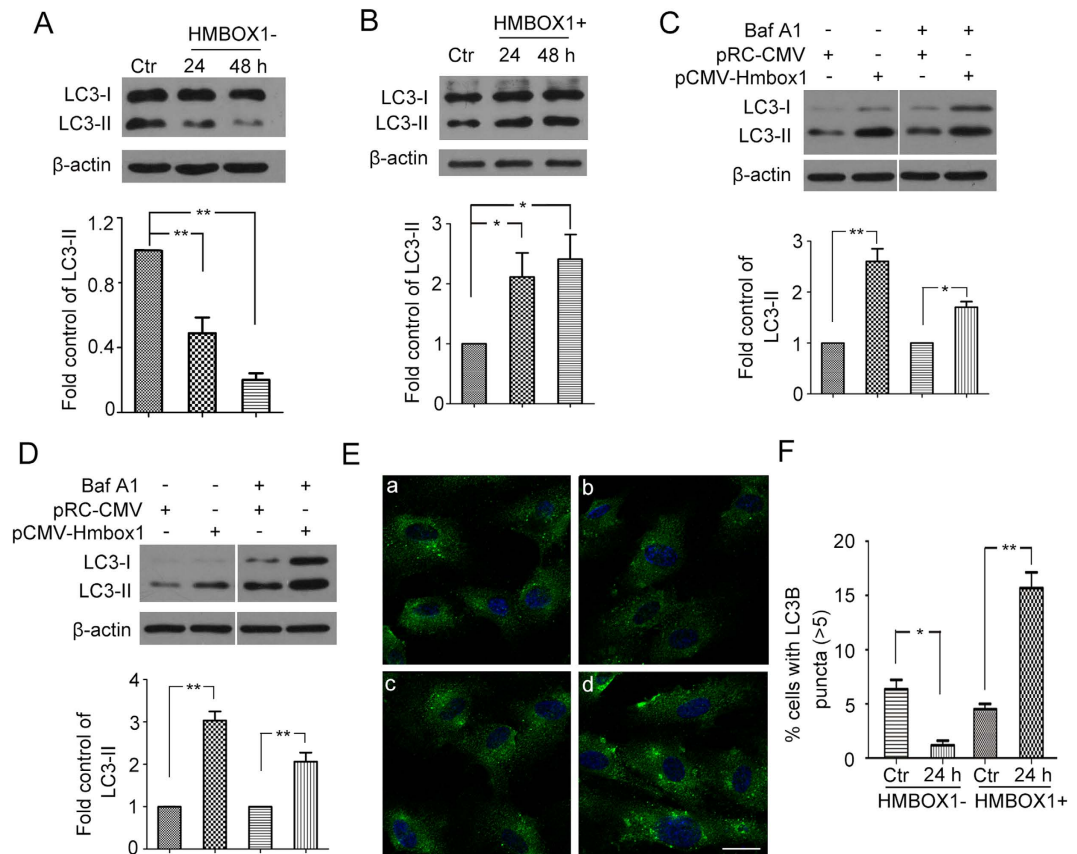 A
HMBOX1-
Ctr 24 48 h
LC3-I
LC3-II
β-actin
Fold control of LC3-II
1.2
0.8
0.4
0
**
**
B
HMBOX1+
Ctr 24 48 h
LC3-I
LC3-II
β-actin
Fold control of LC3-II
3
2
1
0
*
*
C
Baf A1 - - + +
pRC-CMV + - + -
pCMV-Hmbox1 - + - +
LC3-I
LC3-II
β-actin
Fold control of
LC3-II
3
2
1
0
**
*
D
Baf A1 - - + +
pRC-CMV + - + -
pCMV-Hmbox1 - + - +
LC3-I
LC3-II
β-actin
Fold control of
LC3-II
4
3
2
1
0
**
**
E
a
b
c
d
F
% cells with LC3B
puncta (>5)
20
15
10
5
0
*
**
Ctr 24 h Ctr 24 h
HMBOX1- HMBOX1+